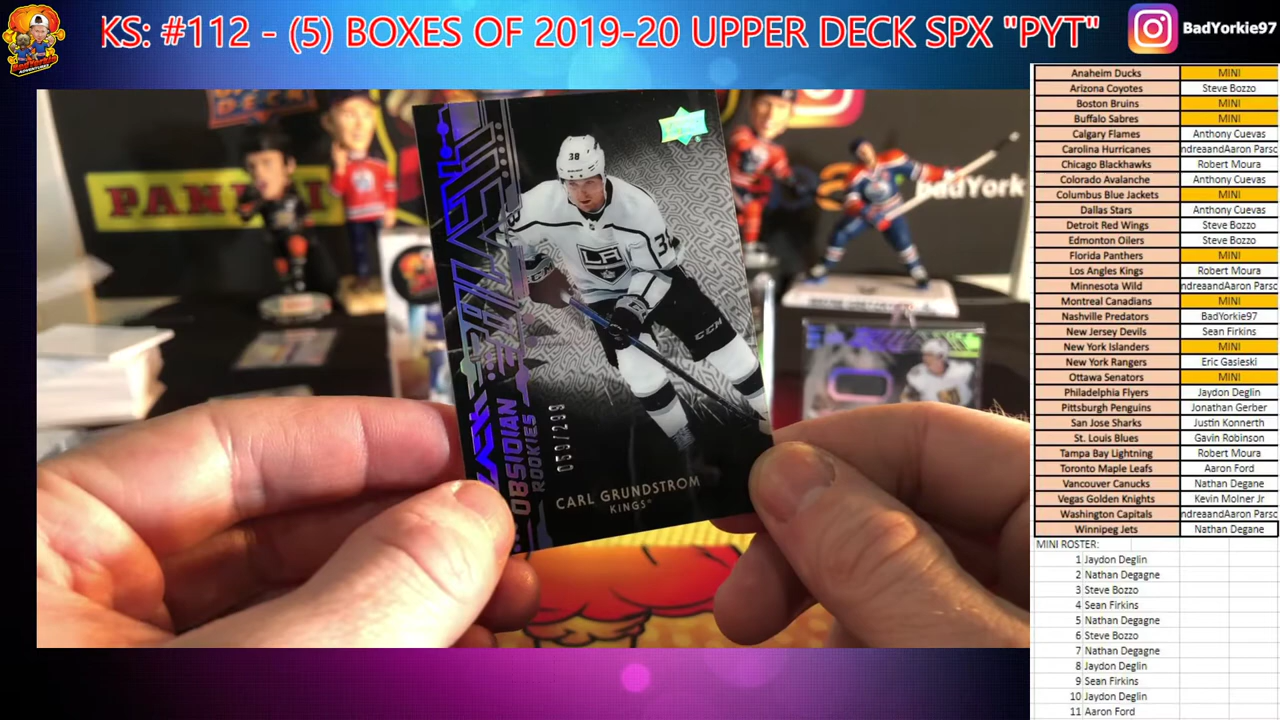 KS: #112 - (5) BOXES OF 2019-20 UPPER DECK SPX "PYT"
BadYorkie97
PANINI
38
38
LA
CCM
OBSIDIAN
ROOKIES
050/299
CARL GRUNDSTROM
KINGS
Anaheim Ducks MINI
Arizona Coyotes Steve Bozzo
Boston Bruins MINI
Buffalo Sabres MINI
Calgary Flames Anthony Cuevas
Carolina Hurricanes ndreaandAaron Parso
Chicago Blackhawks Robert Moura
Colorado Avalanche Anthony Cuevas
Columbus Blue Jackets MINI
Dallas Stars Anthony Cuevas
Detroit Red Wings Steve Bozzo
Edmonton Oilers Steve Bozzo
Florida Panthers MINI
Los Angles Kings Robert Moura
Minnesota Wild ndreaandAaron Parso
Montreal Canadians MINI
Nashville Predators BadYorkie97
New Jersey Devils Sean Firkins
New York Islanders MINI
New York Rangers Eric Gasieski
Ottawa Senators MINI
Philadelphia Flyers Jaydon Deglin
Pittsburgh Penguins Jonathan Gerber
San Jose Sharks Justin Konnerth
St. Louis Blues Gavin Robinson
Tampa Bay Lightning Robert Moura
Toronto Maple Leafs Aaron Ford
Vancouver Canucks Nathan Degane
Vegas Golden Knights Kevin Molner Jr
Washington Capitals ndreaandAaron Parso
Winnipeg Jets Nathan Degane
MINI ROSTER:
1 Jaydon Deglin
2 Nathan Degagne
3 Steve Bozzo
4 Sean Firkins
5 Nathan Degagne
6 Steve Bozzo
7 Nathan Degagne
8 Jaydon Deglin
9 Sean Firkins
10 Jaydon Deglin
11 Aaron Ford